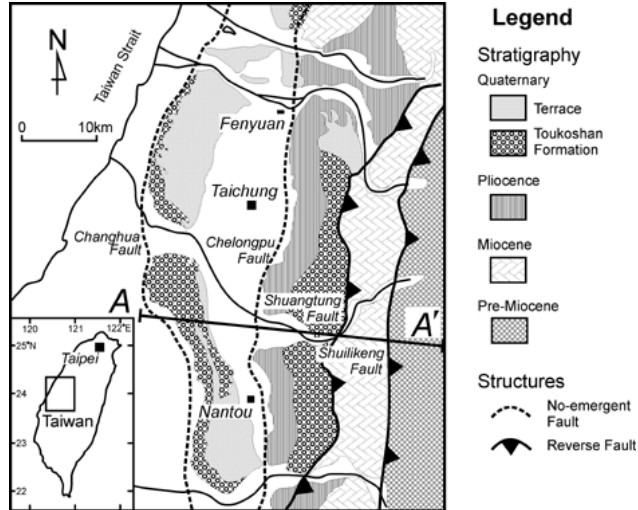 N
Taiwan Strait
0
10km
Fenyuan
Taichung
Changhua
Fault
Chelongpu
Fault
A
Shuangtung
Fault
A'
Shuilikeng
Fault
Nantou
120
121
122°E
25°N
24
23
22
Taipei
Taiwan
Legend
Stratigraphy
Quaternary
Terrace
Toukoshan
Formation
Pliocence
Miocene
Pre-Miocene
Structures
No-emergent
Fault
Reverse Fault